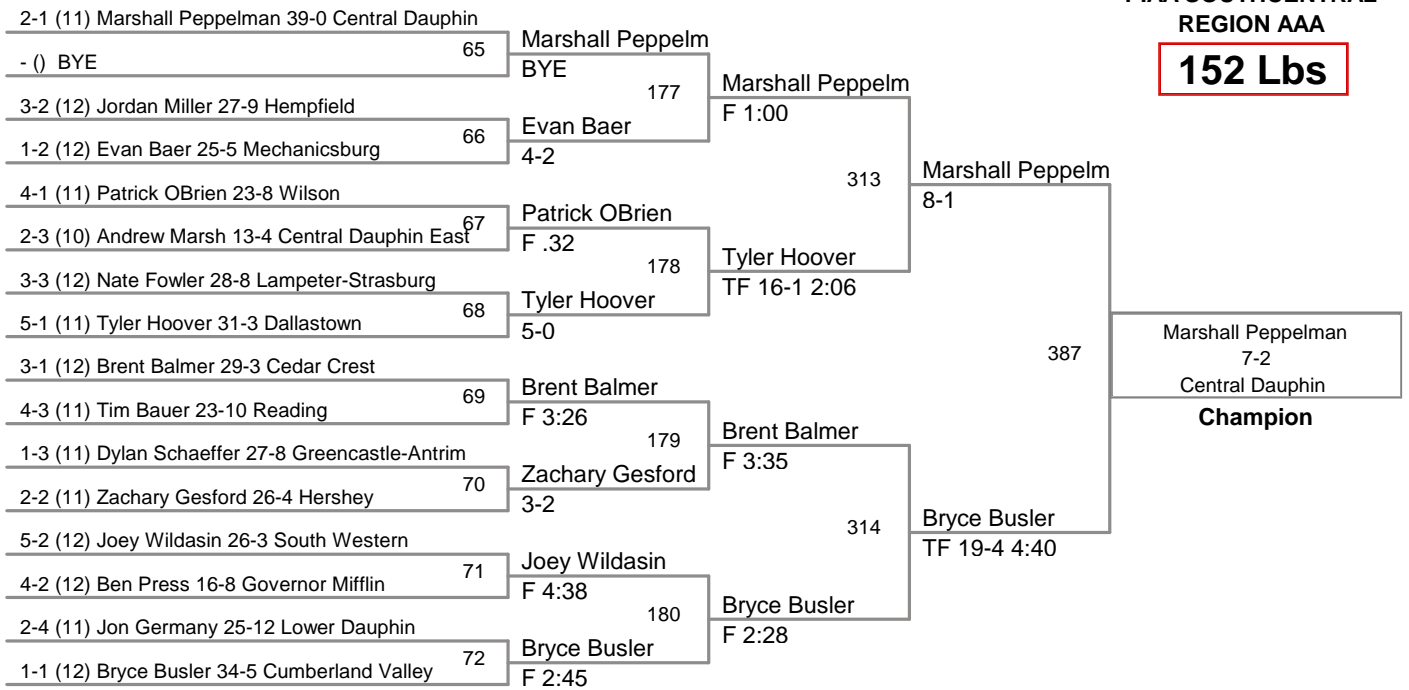 PIAA SOUTHCENTRAL
REGION AAA
152 Lbs
2-1 (11) Marshall Peppelman 39-0 Central Dauphin
65
- () BYE
3-2 (12) Jordan Miller 27-9 Hempfield
66
1-2 (12) Evan Baer 25-5 Mechanicsburg
4-1 (11) Patrick OBrien 23-8 Wilson
67
2-3 (10) Andrew Marsh 13-4 Central Dauphin East
3-3 (12) Nate Fowler 28-8 Lampeter-Strasburg
68
5-1 (11) Tyler Hoover 31-3 Dallastown
3-1 (12) Brent Balmer 29-3 Cedar Crest
69
4-3 (11) Tim Bauer 23-10 Reading
1-3 (11) Dylan Schaeffer 27-8 Greencastle-Antrim
70
2-2 (11) Zachary Gesford 26-4 Hershey
5-2 (12) Joey Wildasin 26-3 South Western
71
4-2 (12) Ben Press 16-8 Governor Mifflin
2-4 (11) Jon Germany 25-12 Lower Dauphin
72
1-1 (12) Bryce Busler 34-5 Cumberland Valley
Marshall Peppelm
BYE
177
Evan Baer
4-2
Patrick OBrien
F .32
178
Tyler Hoover
5-0
Brent Balmer
F 3:26
179
Zachary Gesford
3-2
Joey Wildasin
F 4:38
180
Bryce Busler
F 2:45
Marshall Peppelm
F 1:00
313
Tyler Hoover
TF 16-1 2:06
Brent Balmer
F 3:35
314
Bryce Busler
F 2:28
Marshall Peppelm
8-1
387
Bryce Busler
TF 19-4 4:40
Marshall Peppelman
7-2
Central Dauphin
Champion